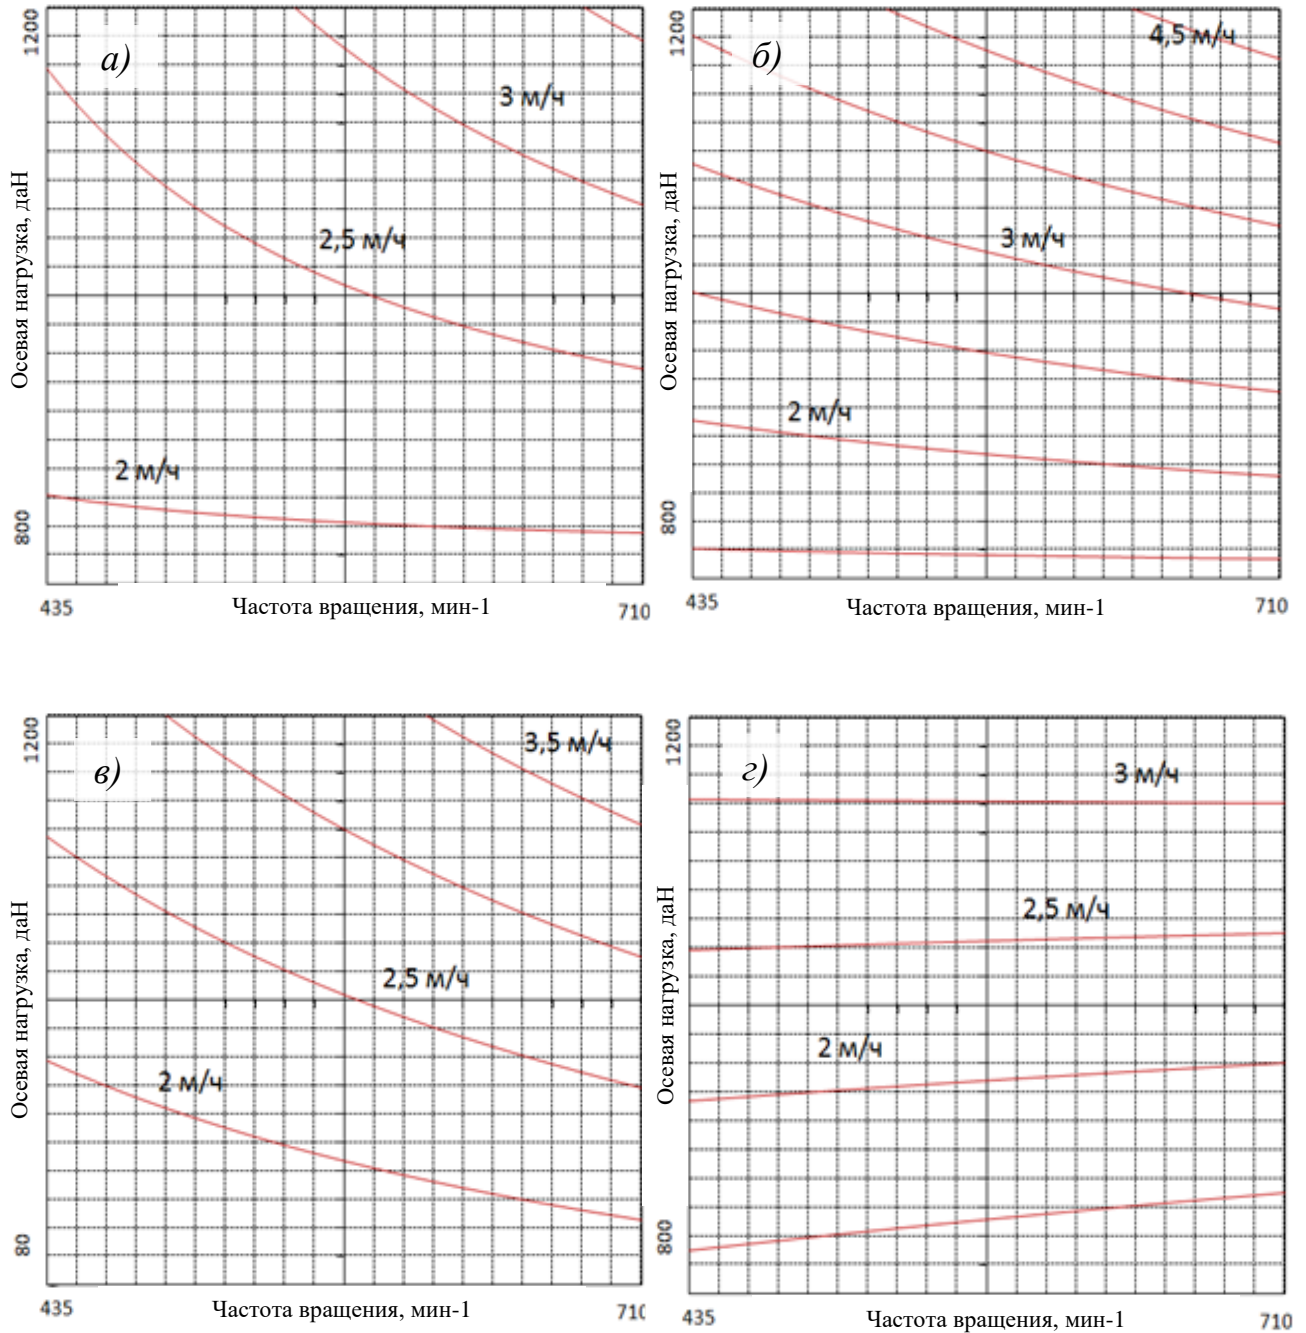 1200
а)
3 м/ч
2,5 м/ч
2 м/ч
Осевая нагрузка, даН
800
435
Частота вращения, мин-1
710
1200
б)
4,5 м/ч
3 м/ч
2 м/ч
Осевая нагрузка, даН
800
435
Частота вращения, мин-1
710
1200
в)
3,5 м/ч
2,5 м/ч
2 м/ч
Осевая нагрузка, даН
80
435
Частота вращения, мин-1
710
1200
г)
3 м/ч
2,5 м/ч
2 м/ч
Осевая нагрузка, даН
800
435
Частота вращения, мин-1
710